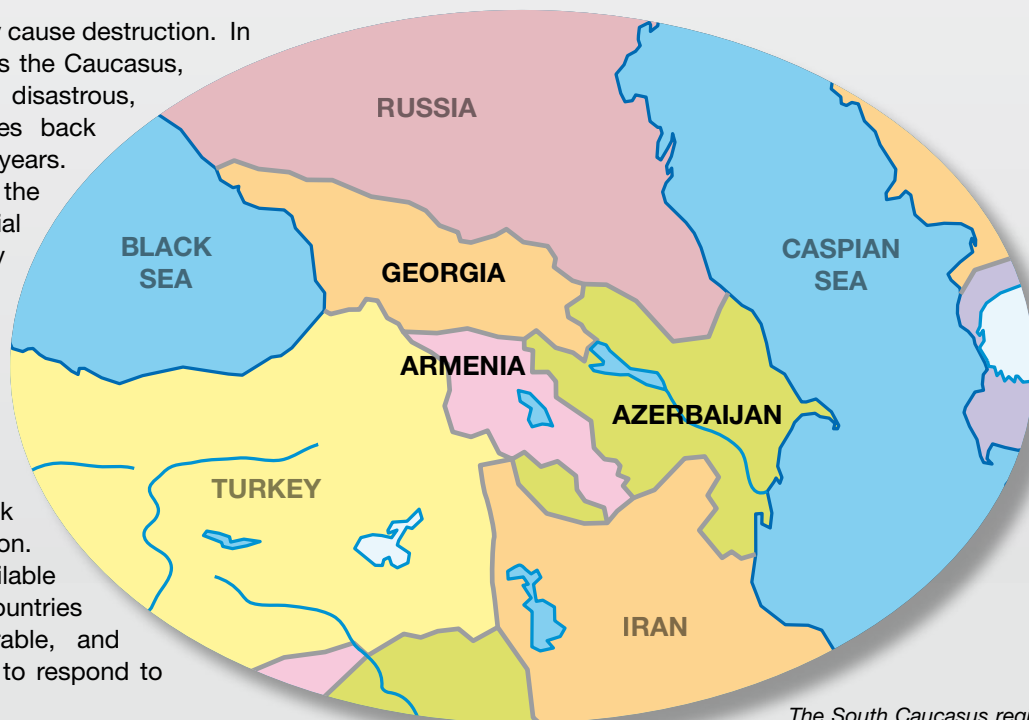 cause destruction. In
s the Caucasus,
disastrous,
es back
years.
the
ial
y
k
on.
ilable
ountries
rable, and
to respond to
RUSSIA
BLACK
SEA
GEORGIA
CASPIAN
SEA
ARMENIA
AZERBAIJAN
TURKEY
IRAN
The South Caucasus reg